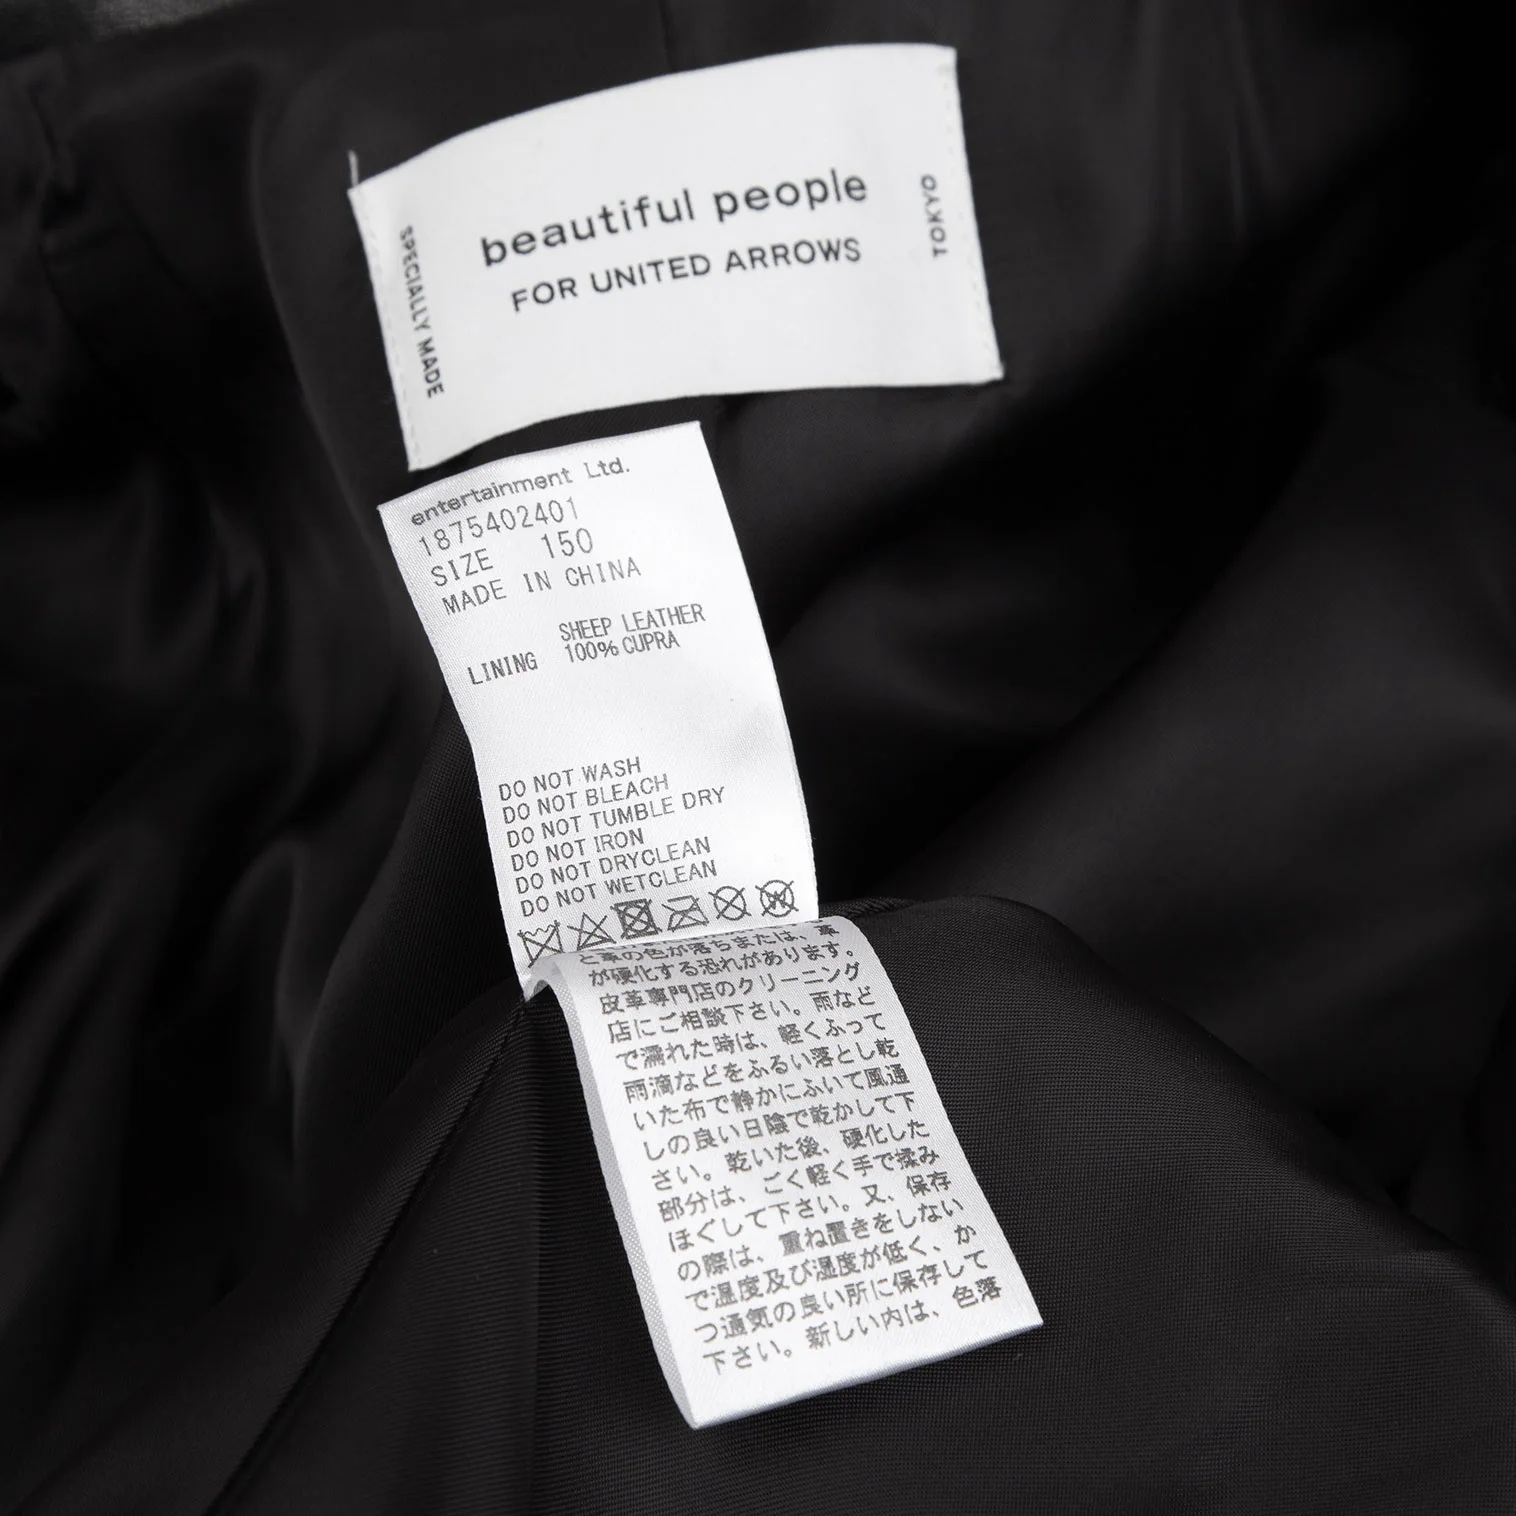 beautiful people
FOR UNITED ARROWS
SPECIALLY MADE
TOKYO
entertainment Ltd.
1875402401
SIZE 150
MADE IN CHINA
SHEEP LEATHER
LINING 100% CUPRA
DO NOT WASH
DO NOT BLEACH
DO NOT TUMBLE DRY
DO NOT IRON
DO NOT DRYCLEAN
DO NOT WETCLEAN
W
と革の色が落ちまたは、革
が硬化する恐れがあります。
皮革専門店のクリーニング
店にご相談下さい。雨など
で濡れた時は、軽くふって
雨滴などをふるい落とし乾
いた布で静かにふいて風通
しの良い日陰で乾かして下
さい。乾いた後、硬化した
部分は、ごく軽く手で揉み
ほぐして下さい。又、保存
の際は、重ね置きをしない
で温度及び湿度が低く、か
つ通気の良い所に保存して
下さい。新しい内は、色落